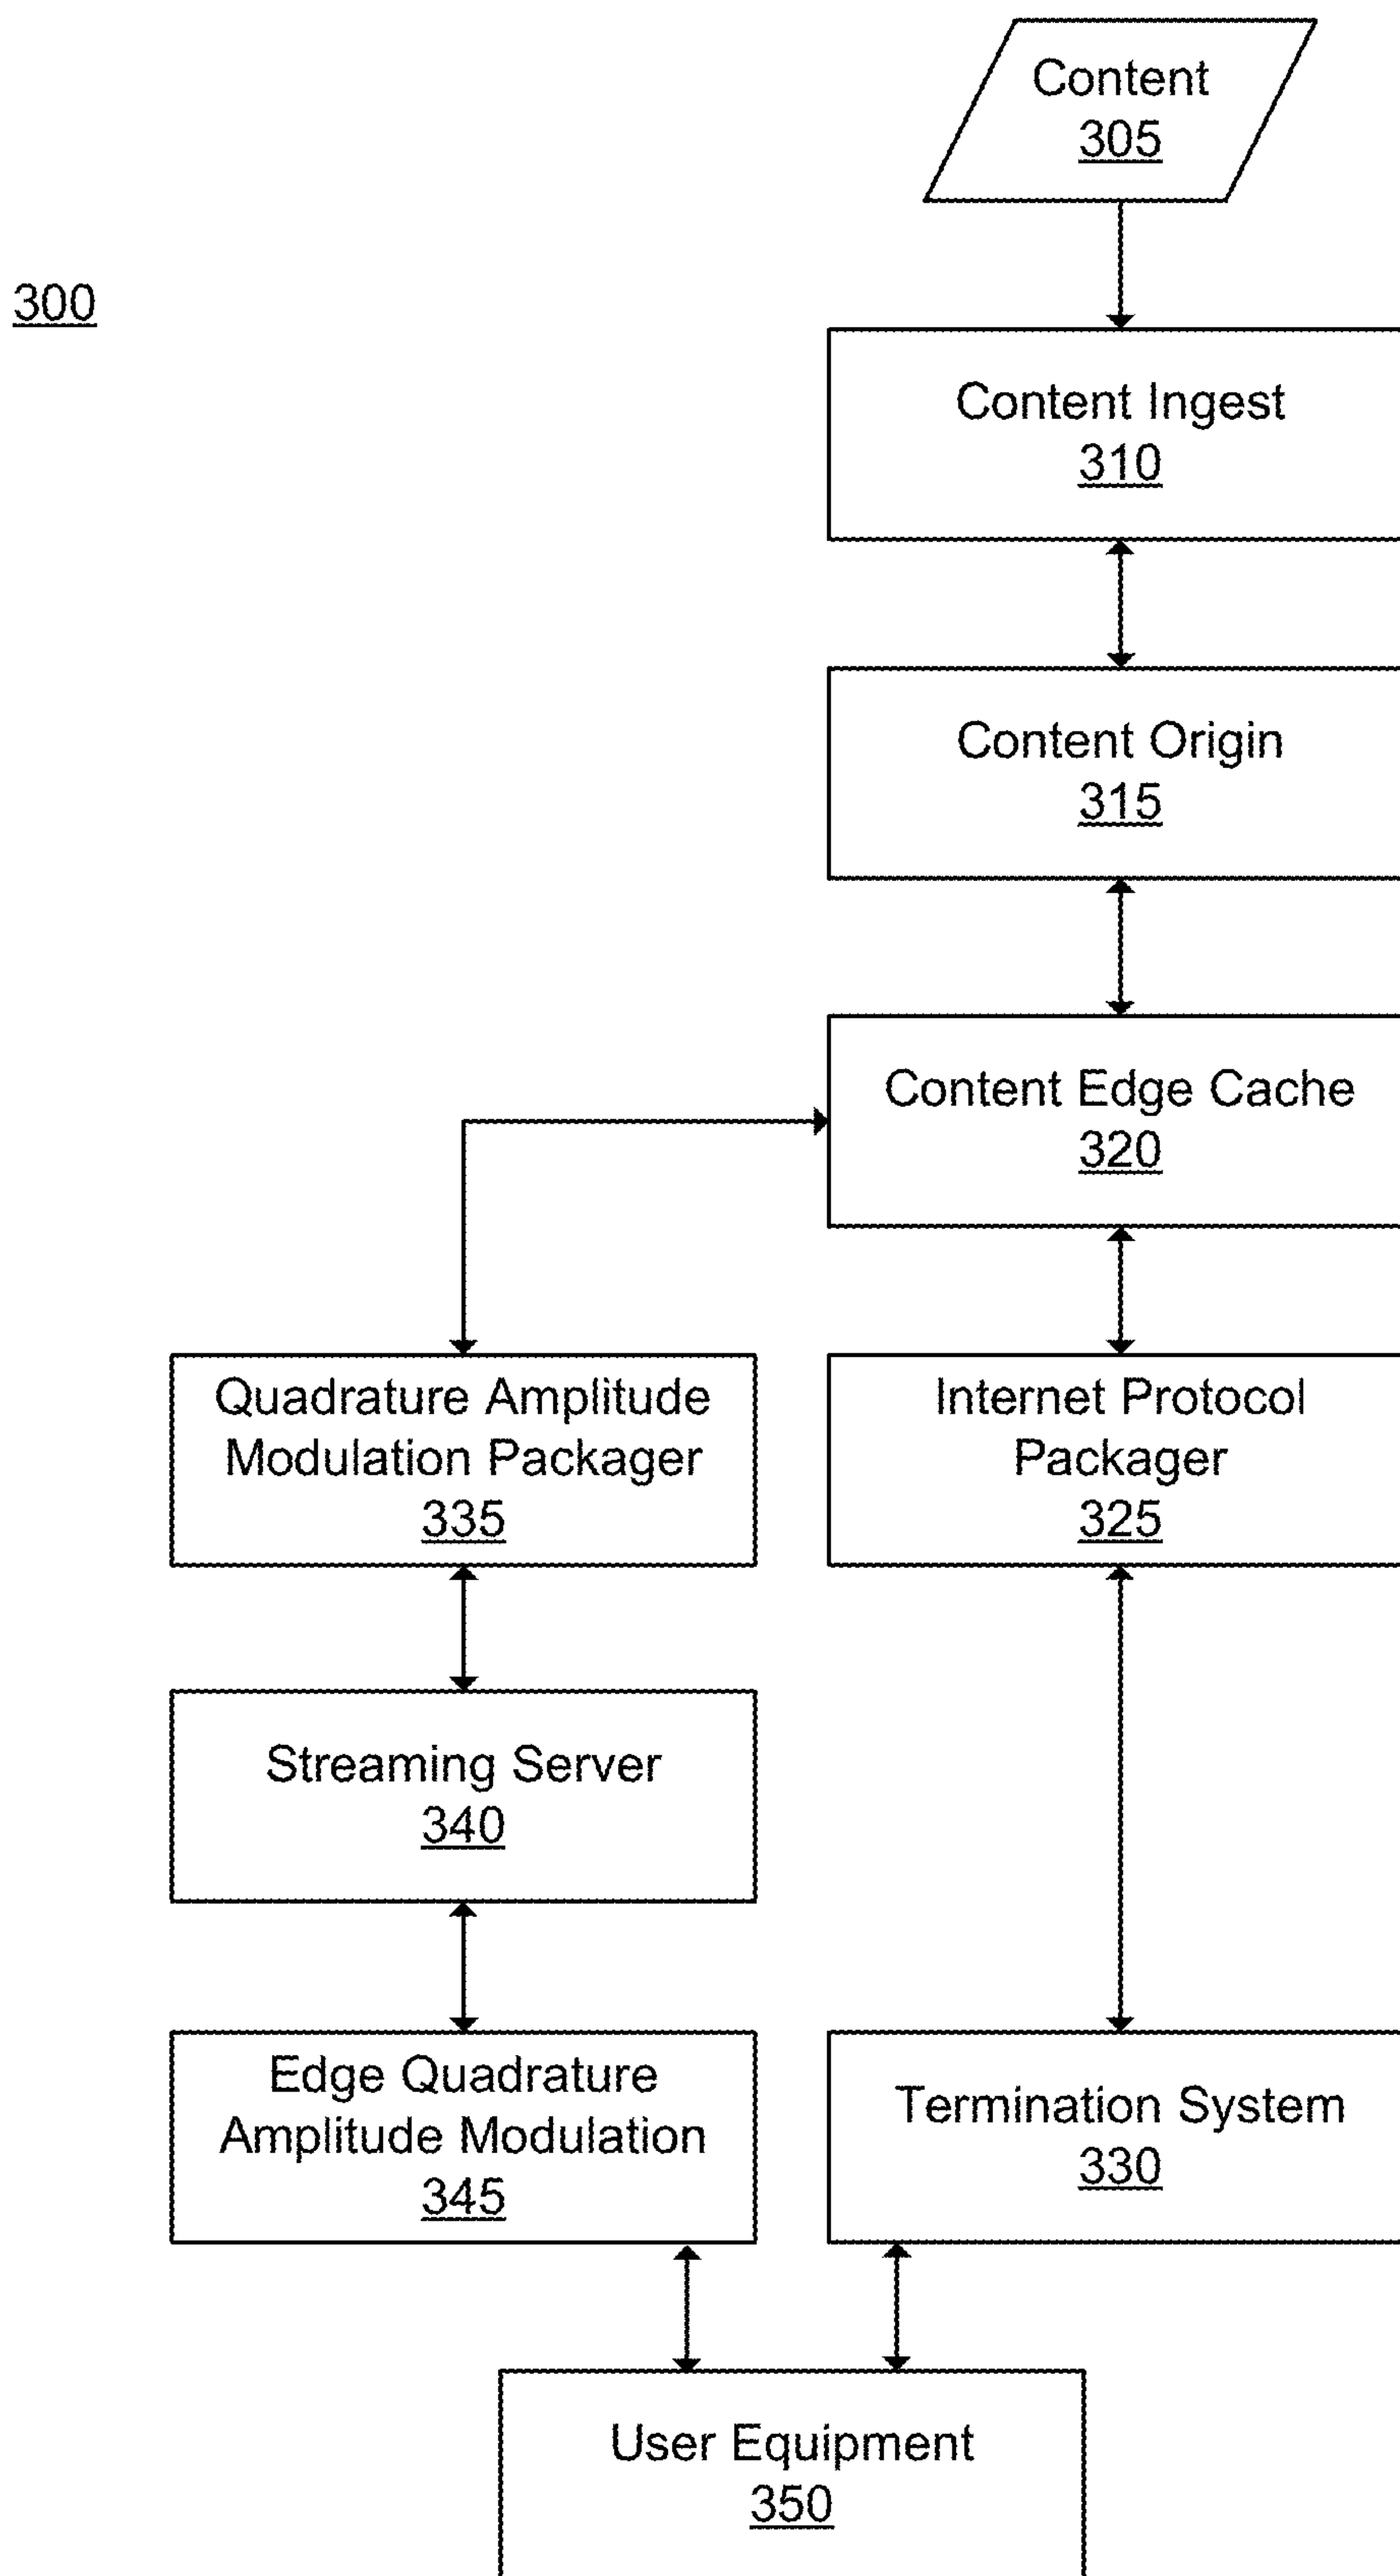 Content
305
300
Content Ingest
310
Content Origin
315
Content Edge Cache
320
Quadrature Amplitude
Modulation Packager
335
Internet Protocol
Packager
325
Streaming Server
340
Edge Quadrature
Amplitude Modulation
345
Termination System
330
User Equipment
350